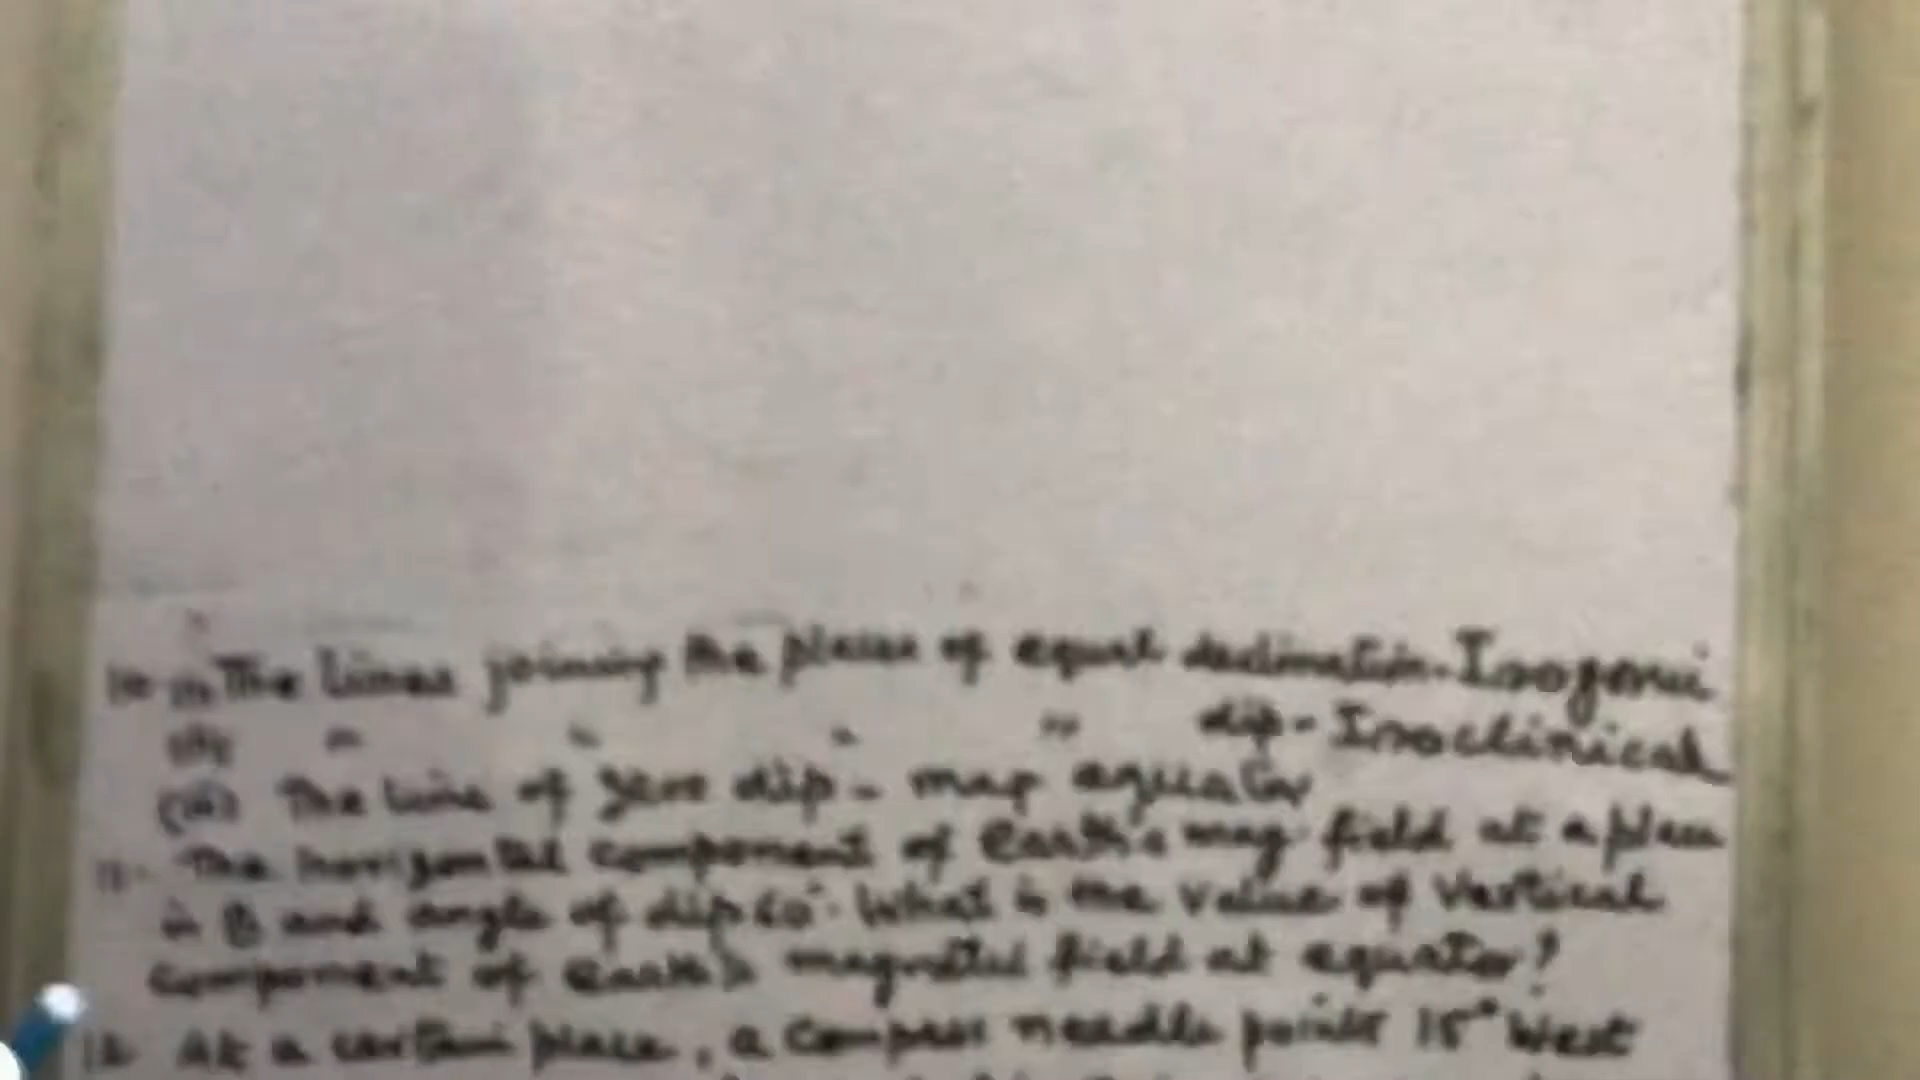 10. (i) The lines joining the places of equal declination - Isogonic
(ii) " " " " dip - Isoclinical
(iii) The line of zero dip - mag equator
11. The horizontal component of earth's mag. field at a place
is B and angle of dip 60°. What is the value of vertical
component of earth's magnetic field at equator?
12. At a certain place, a compass needle points 15° West